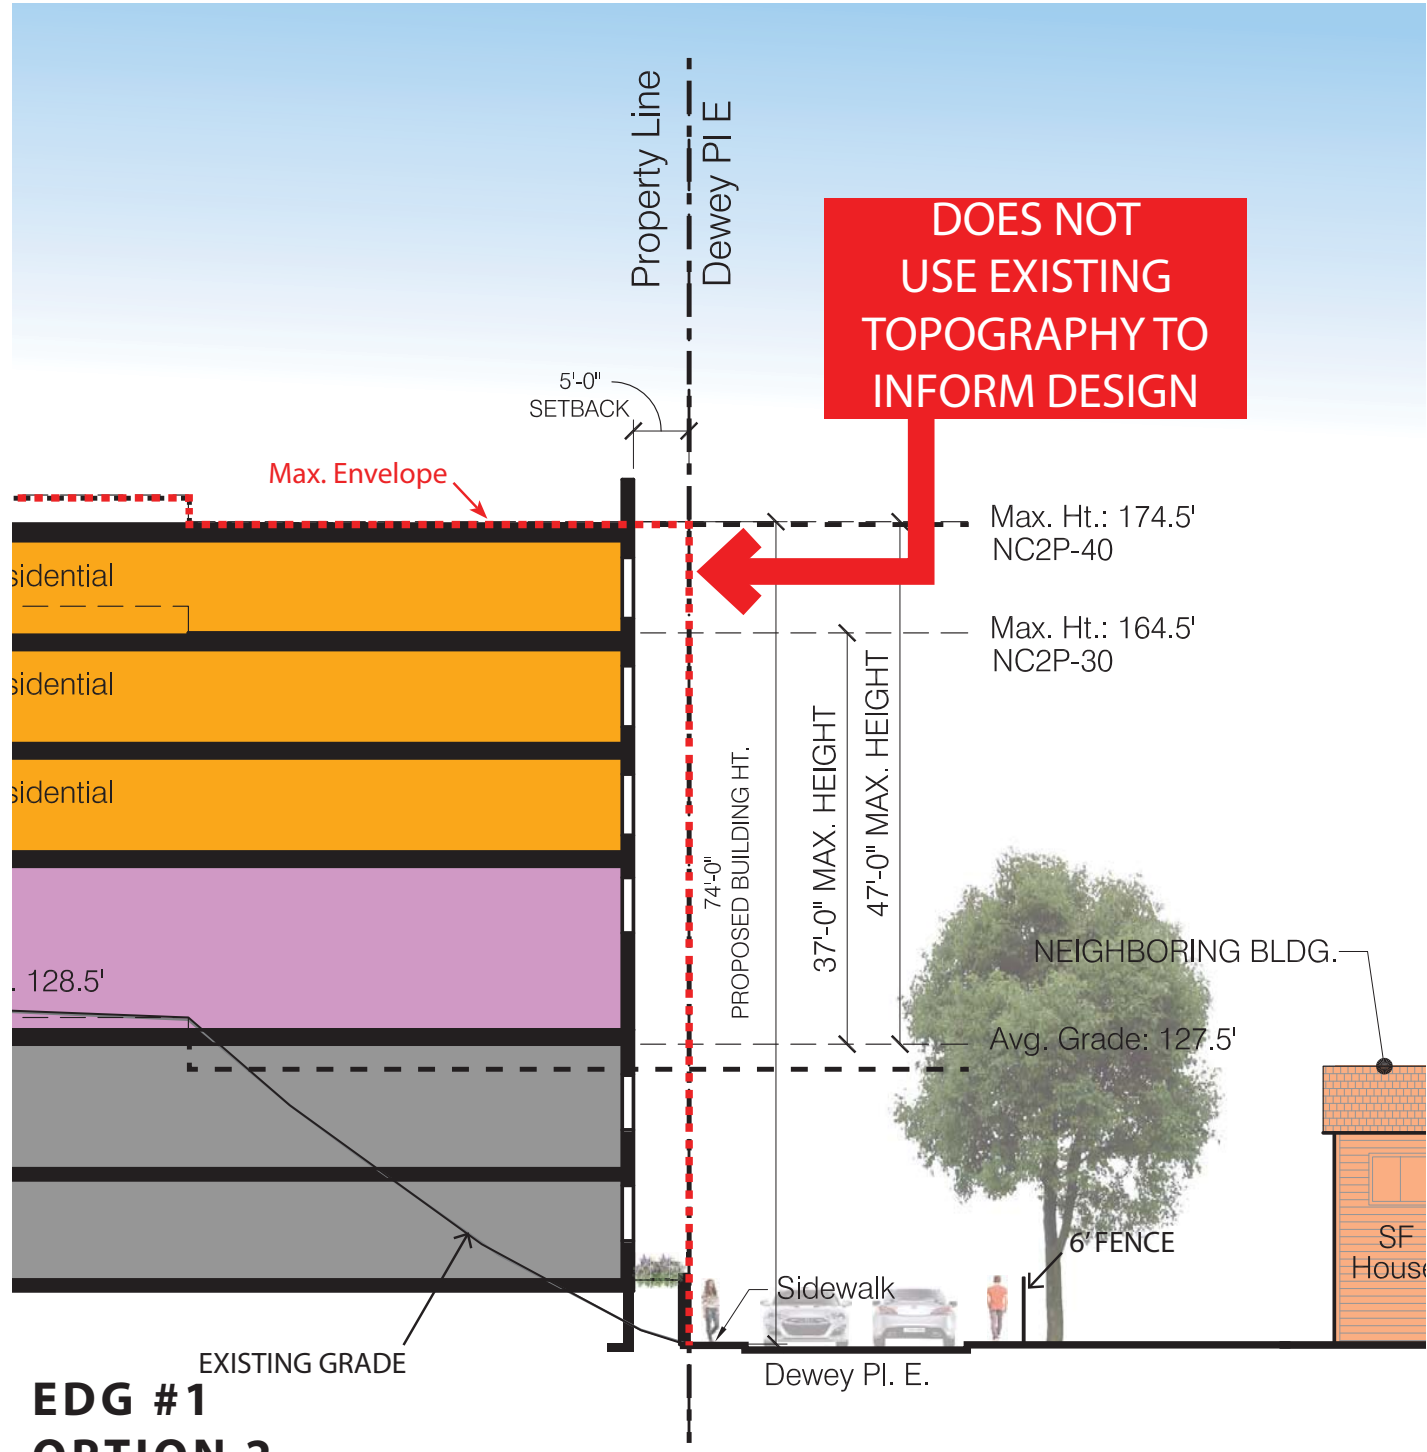 Property Line
Dewey Pl E
DOES NOT
USE EXISTING
TOPOGRAPHY TO
INFORM DESIGN
5'-0"
SETBACK
Max. Envelope
Max. Ht.: 174.5'
NC2P-40
sidential
Max. Ht.: 164.5'
NC2P-30
sidential
sidential
74'-0"
PROPOSED BUILDING HT.
37'-0" MAX. HEIGHT
47'-0" MAX. HEIGHT
NEIGHBORING BLDG.
. 128.5'
Avg. Grade: 127.5'
6' FENCE
SF
House
Sidewalk
EXISTING GRADE
Dewey Pl. E.
EDG #1
OPTION 2